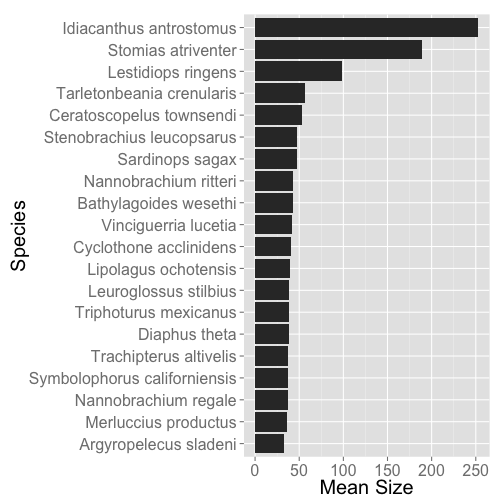 Species
Idiacanthus antrostomus
Stomias atriventer
Lestidiops ringens
Tarletonbeania crenularis
Ceratoscopelus townsendi
Stenobrachius leucopsarus
Sardinops sagax
Nannobrachium ritteri
Bathylagoides wesethi
Vinciguerria lucetia
Cyclothone acclinidens
Lipolagus ochotensis
Leuroglossus stilbius
Triphoturus mexicanus
Diaphus theta
Trachipterus altivelis
Symbolophorus californiensis
Nannobrachium regale
Merluccius productus
Argyropelecus sladeni
0 50 100 150 200 250
Mean Size